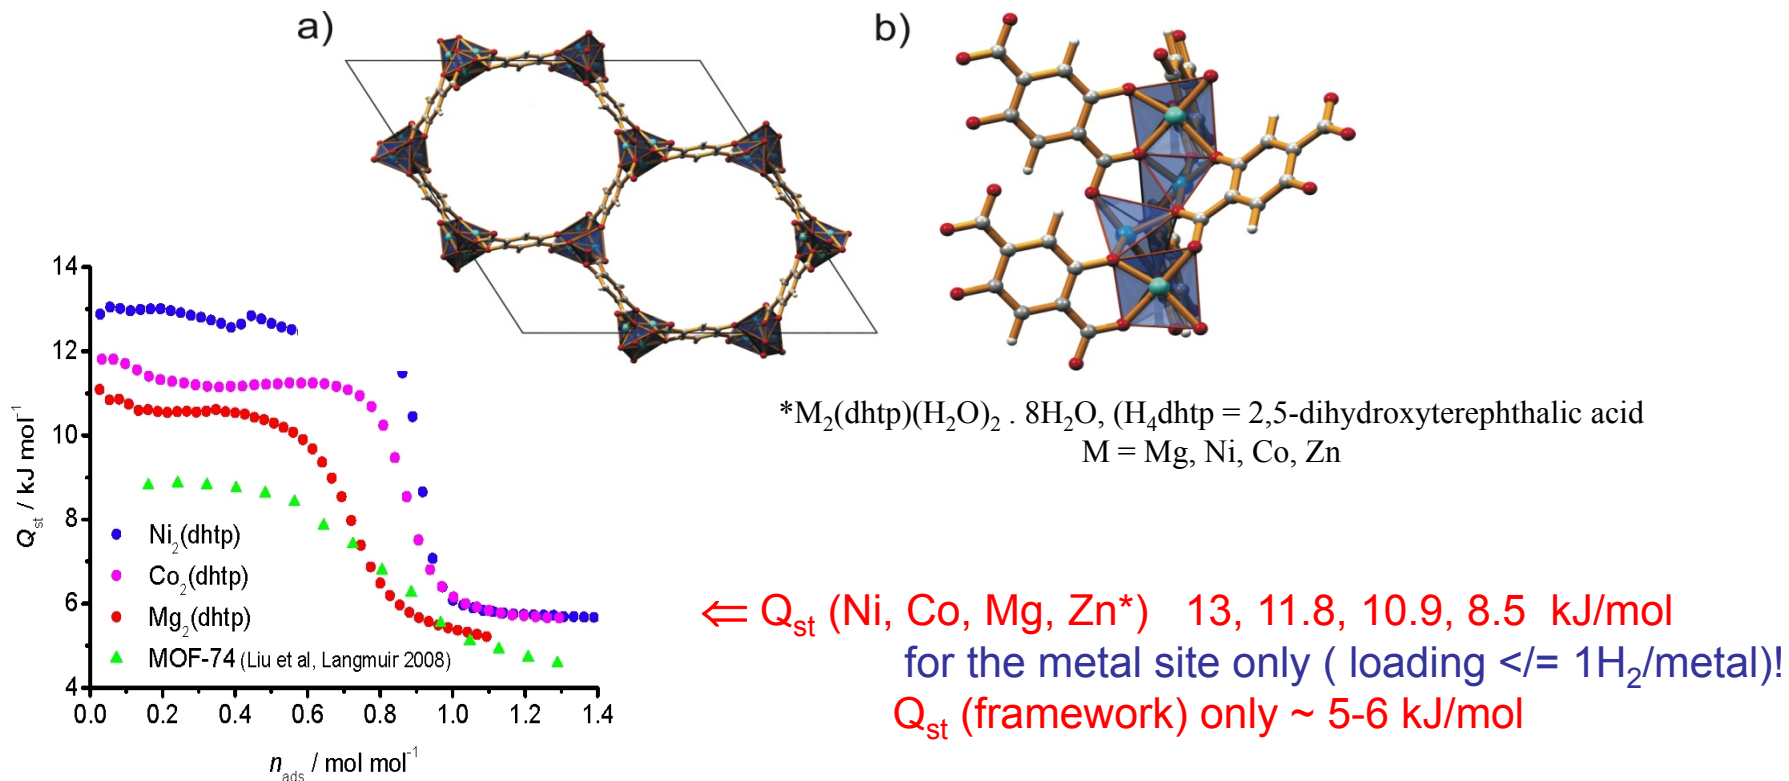 a)
b)
14
12
10
8
6
4
Q_st / kJ mol⁻¹
Ni₂(dhtp)
Co₂(dhtp)
Mg₂(dhtp)
MOF-74 (Liu et al, Langmuir 2008)
0.0 0.2 0.4 0.6 0.8 1.0 1.2 1.4
n_ads / mol mol⁻¹
*M₂(dhtp)(H₂O)₂ . 8H₂O, (H₄dhtp = 2,5-dihydroxyterephthalic acid
M = Mg, Ni, Co, Zn
⇐ Q_st (Ni, Co, Mg, Zn*) 13, 11.8, 10.9, 8.5 kJ/mol
for the metal site only ( loading </= 1H₂/metal)!
Q_st (framework) only ~ 5-6 kJ/mol